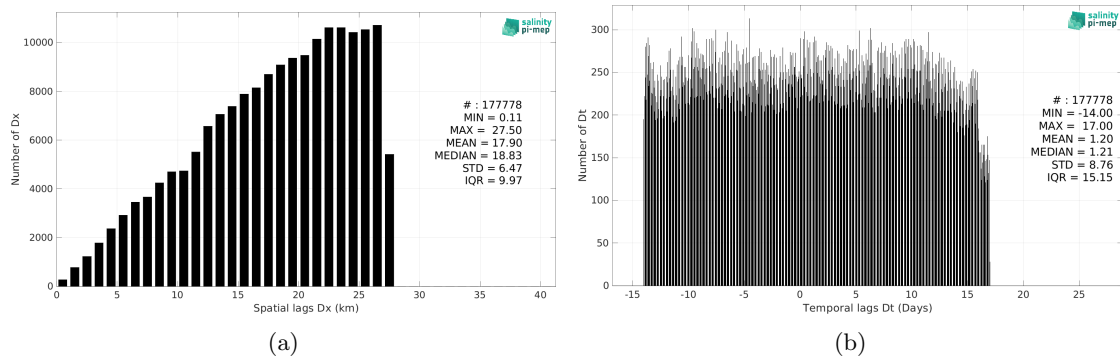 salinity
pi-mep
10000
8000
6000
4000
2000
0
Number of Dx
# : 177778
MIN = 0.11
MAX = 27.50
MEAN = 17.90
MEDIAN = 18.83
STD = 6.47
IQR = 9.97
0 5 10 15 20 25 30 35 40
Spatial lags Dx (km)
(a)
salinity
pi-mep
300
250
200
150
100
50
0
Number of Dt
# : 177778
MIN = -14.00
MAX = 17.00
MEAN = 1.20
MEDIAN = 1.21
STD = 8.76
IQR = 15.15
-15 -10 -5 0 5 10 15 20 25
Temporal lags Dt (Days)
(b)